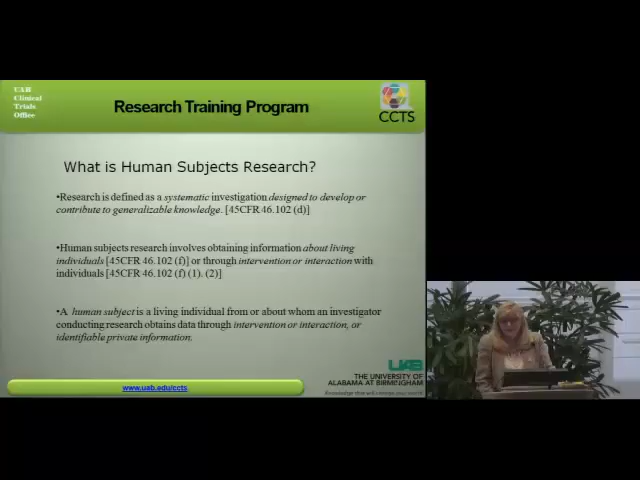 UAB
Clinical
Trials
Office
Research Training Program
CCTS
What is Human Subjects Research?
•Research is defined as a systematic investigation designed to develop or
contribute to generalizable knowledge. [45CFR46.102 (d)]
•Human subjects research involves obtaining information about living
individuals [45CFR 46.102 (f)] or through intervention or interaction with
individuals [45CFR 46.102 (f) (1). (2)]
•A human subject is a living individual from or about whom an investigator
conducting research obtains data through intervention or interaction, or
identifiable private information.
UAB
THE UNIVERSITY OF
ALABAMA AT BIRMINGHAM
Knowledge that will change your world
www.uab.edu/ccts